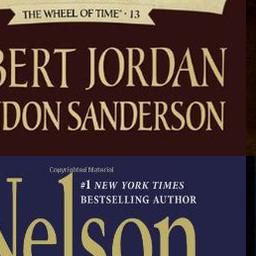 THE WHEEL OF TIME® · 13
BERT JORDAN
DON SANDERSON
Copyrighted Material
#1 NEW YORK TIMES
BESTSELLING AUTHOR
Nelson